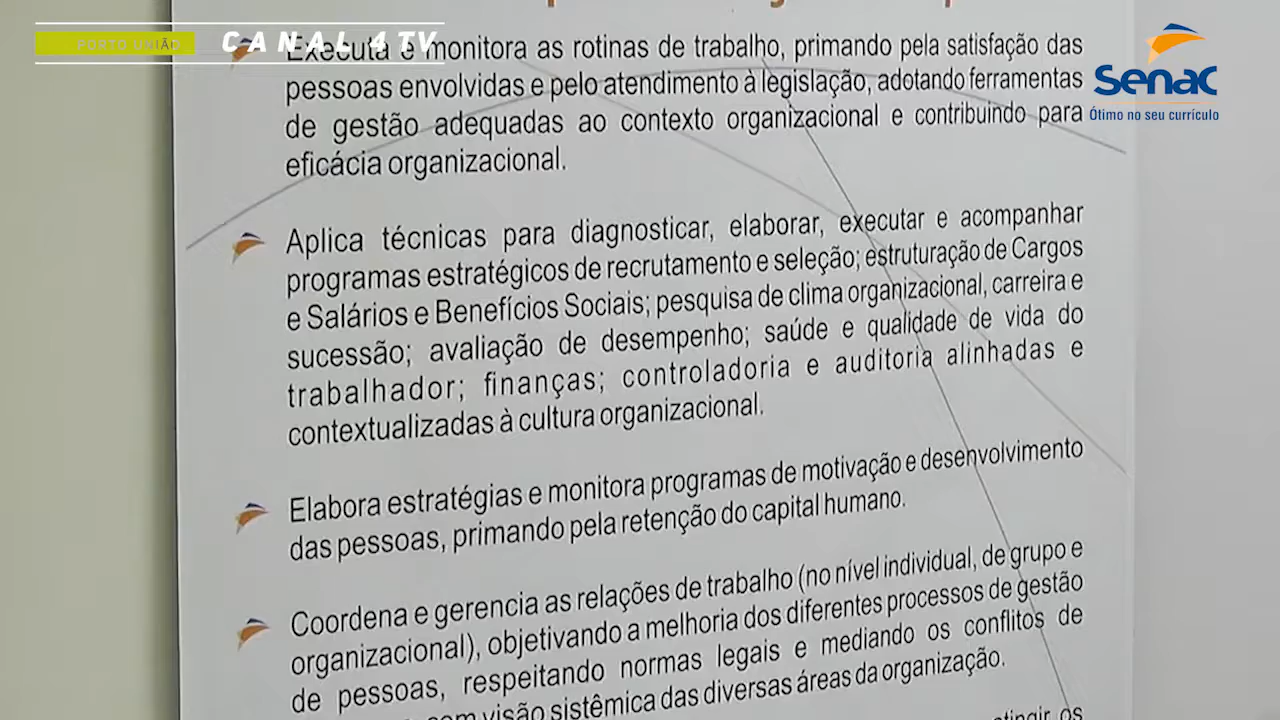 PORTO UNIÃO
CANAL 4 TV
Senac
Ótimo no seu currículo
Executa e monitora as rotinas de trabalho, primando pela satisfação das
pessoas envolvidas e pelo atendimento à legislação, adotando ferramentas
de gestão adequadas ao contexto organizacional e contribuindo para
eficácia organizacional.
Aplica técnicas para diagnosticar, elaborar, executar e acompanhar
programas estratégicos de recrutamento e seleção; estruturação de Cargos
e Salários e Benefícios Sociais; pesquisa de clima organizacional, carreira e
sucessão; avaliação de desempenho; saúde e qualidade de vida do
trabalhador; finanças; controladoria e auditoria alinhadas e
contextualizadas à cultura organizacional.
Elabora estratégias e monitora programas de motivação e desenvolvimento
das pessoas, primando pela retenção do capital humano.
Coordena e gerencia as relações de trabalho (no nível individual, de grupo e
organizacional), objetivando a melhoria dos diferentes processos de gestão
de pessoas, respeitando normas legais e mediando os conflitos de
com visão sistêmica das diversas áreas da organização.
os